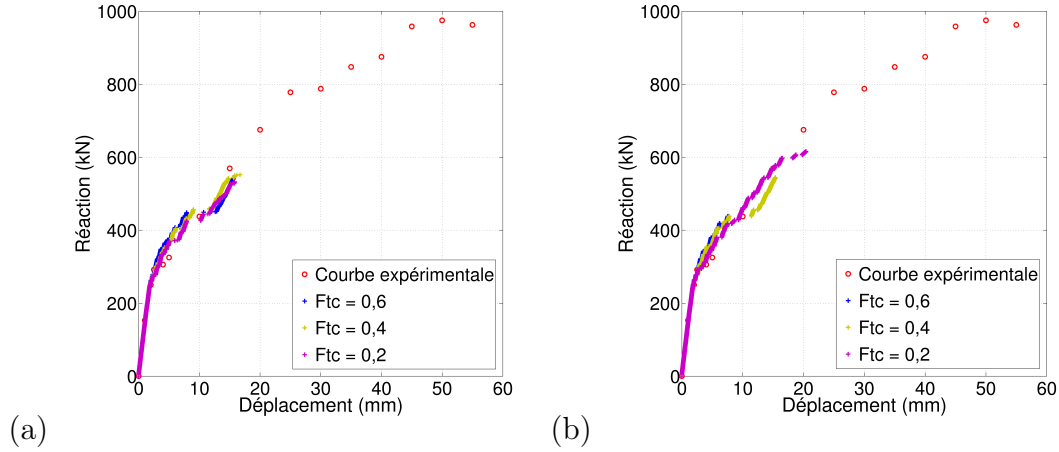 1000
800
600
400
200
0
0 10 20 30 40 50 60
Réaction (kN)
Déplacement (mm)
Courbe expérimentale
Ftc = 0,6
Ftc = 0,4
Ftc = 0,2
(a)
1000
800
600
400
200
0
0 10 20 30 40 50 60
Réaction (kN)
Déplacement (mm)
Courbe expérimentale
Ftc = 0,6
Ftc = 0,4
Ftc = 0,2
(b)